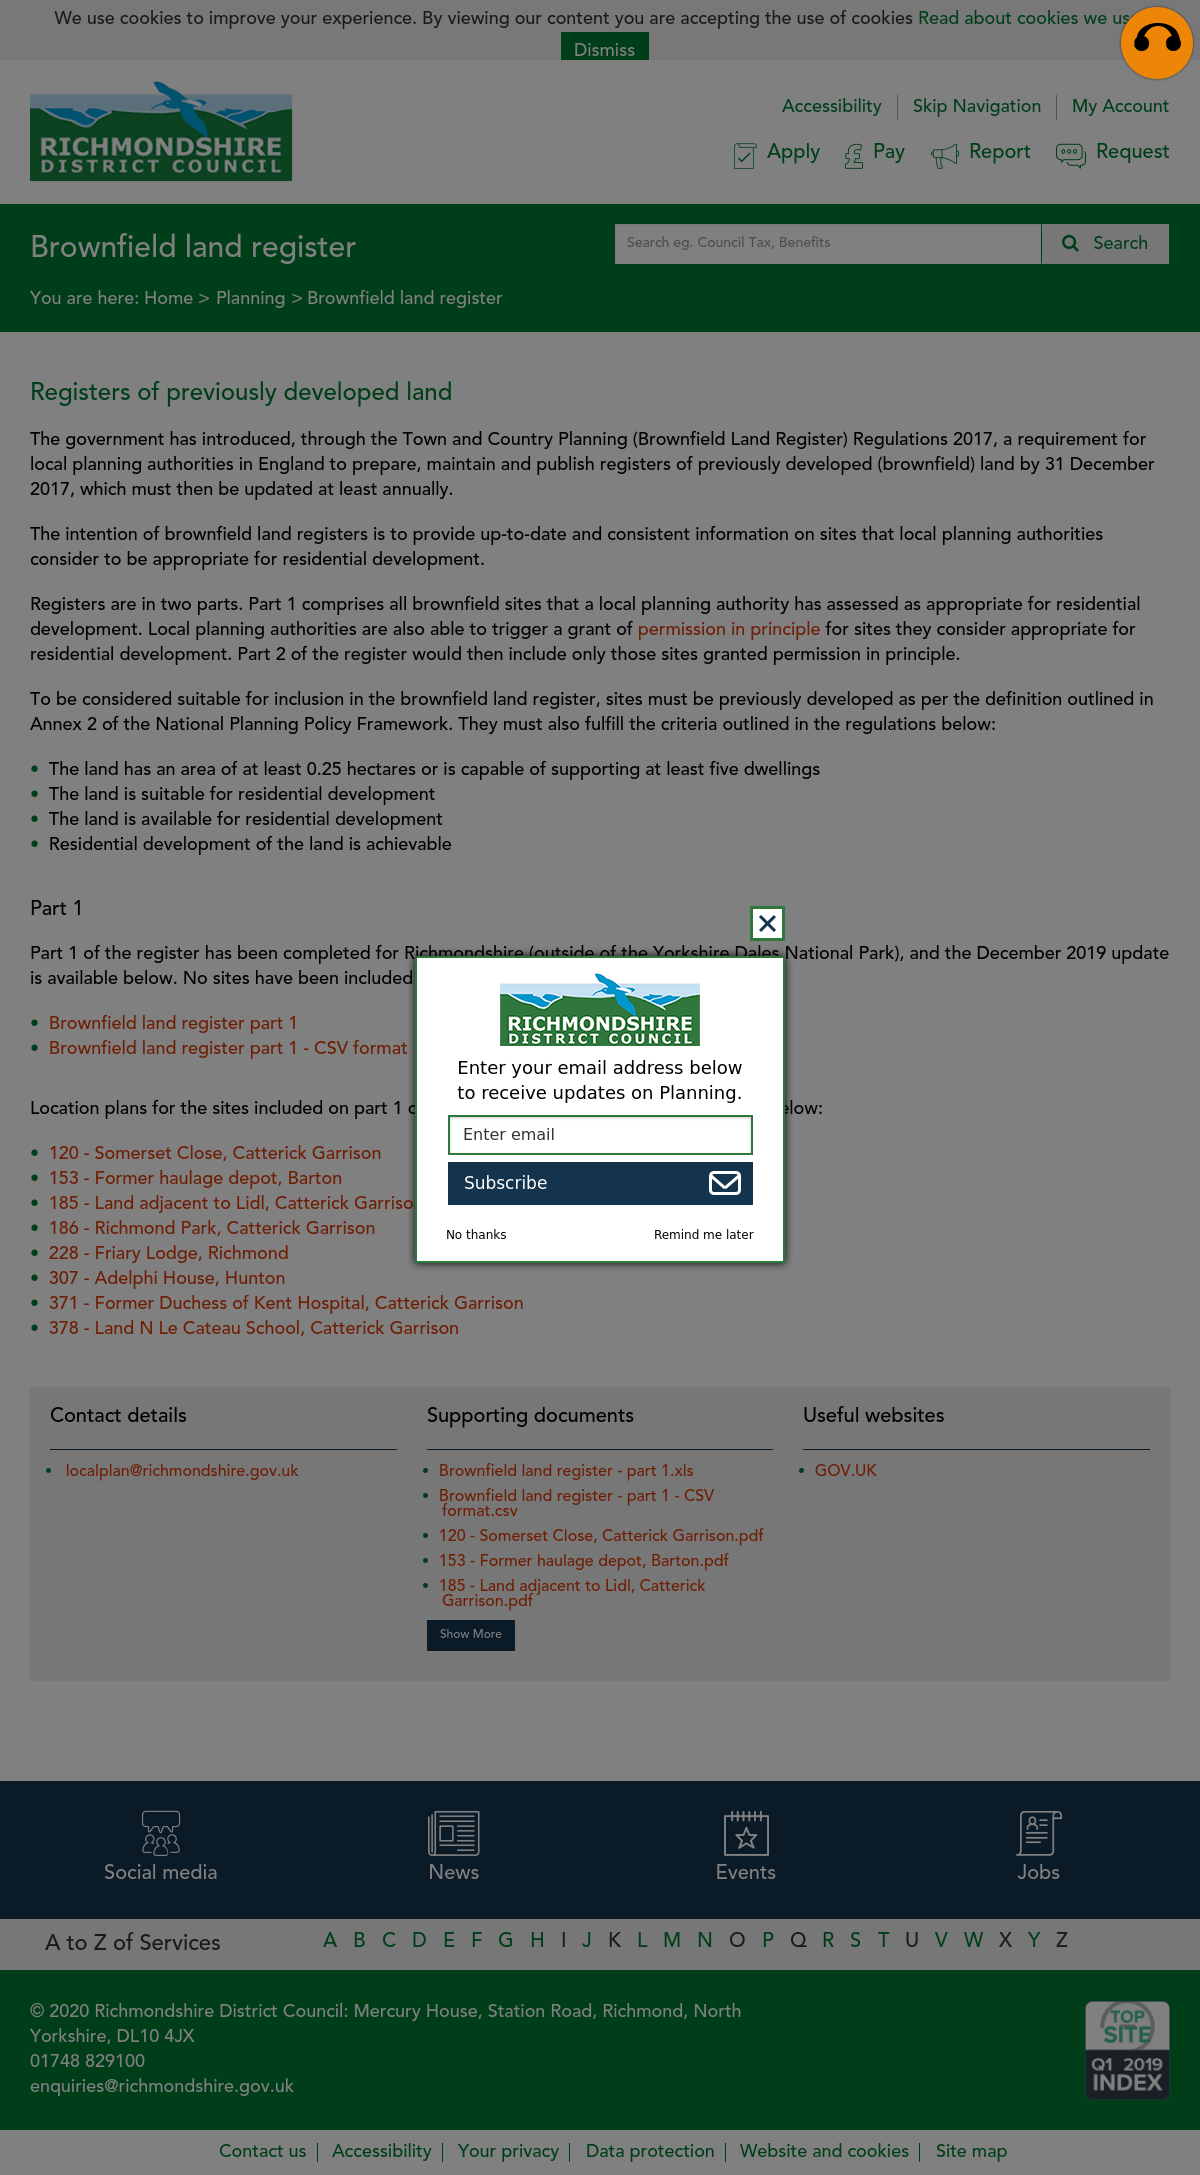 We use cookies to improve your experience. By viewing our content you are accepting the use of cookies Read about cookies we us
Dismiss
RICHMONDSHIRE
DISTRICT COUNCIL
Accessibility
Skip Navigation
My Account
Apply
Pay
Report
Request
Brownfield land register
Search eg. Council Tax, Benefits
Search
You are here: Home > Planning > Brownfield land register
Registers of previously developed land
The government has introduced, through the Town and Country Planning (Brownfield Land Register) Regulations 2017, a requirement for
local planning authorities in England to prepare, maintain and publish registers of previously developed (brownfield) land by 31 December
2017, which must then be updated at least annually.
The intention of brownfield land registers is to provide up-to-date and consistent information on sites that local planning authorities
consider to be appropriate for residential development.
Registers are in two parts. Part 1 comprises all brownfield sites that a local planning authority has assessed as appropriate for residential
development. Local planning authorities are also able to trigger a grant of permission in principle for sites they consider appropriate for
residential development. Part 2 of the register would then include only those sites granted permission in principle.
To be considered suitable for inclusion in the brownfield land register, sites must be previously developed as per the definition outlined in
Annex 2 of the National Planning Policy Framework. They must also fulfill the criteria outlined in the regulations below:
• The land has an area of at least 0.25 hectares or is capable of supporting at least five dwellings
• The land is suitable for residential development
• The land is available for residential development
• Residential development of the land is achievable
Part 1
Part 1 of the register has been completed for Richmondshire (outside of the Yorkshire Dales National Park), and the December 2019 update
is available below. No sites have been included
• Brownfield land register part 1
• Brownfield land register part 1 - CSV format
Location plans for the sites included on part 1 elow:
• 120 - Somerset Close, Catterick Garrison
• 153 - Former haulage depot, Barton
• 185 - Land adjacent to Lidl, Catterick Garriso
• 186 - Richmond Park, Catterick Garrison
• 228 - Friary Lodge, Richmond
• 307 - Adelphi House, Hunton
• 371 - Former Duchess of Kent Hospital, Catterick Garrison
• 378 - Land N Le Cateau School, Catterick Garrison
RICHMONDSHIRE
DISTRICT COUNCIL
Enter your email address below
to receive updates on Planning.
Enter email
Subscribe
No thanks
Remind me later
Contact details
• localplan@richmondshire.gov.uk
Supporting documents
• Brownfield land register - part 1.xls
• Brownfield land register - part 1 - CSV
format.csv
• 120 - Somerset Close, Catterick Garrison.pdf
• 153 - Former haulage depot, Barton.pdf
• 185 - Land adjacent to Lidl, Catterick
Garrison.pdf
Show More
Useful websites
• GOV.UK
Social media
News
Events
Jobs
A to Z of Services
A B C D E F G H I J K L M N O P Q R S T U V W X Y Z
© 2020 Richmondshire District Council: Mercury House, Station Road, Richmond, North
Yorkshire, DL10 4JX
01748 829100
enquiries@richmondshire.gov.uk
TOP
SITE
Q1 2019
INDEX
Contact us
Accessibility
Your privacy
Data protection
Website and cookies
Site map